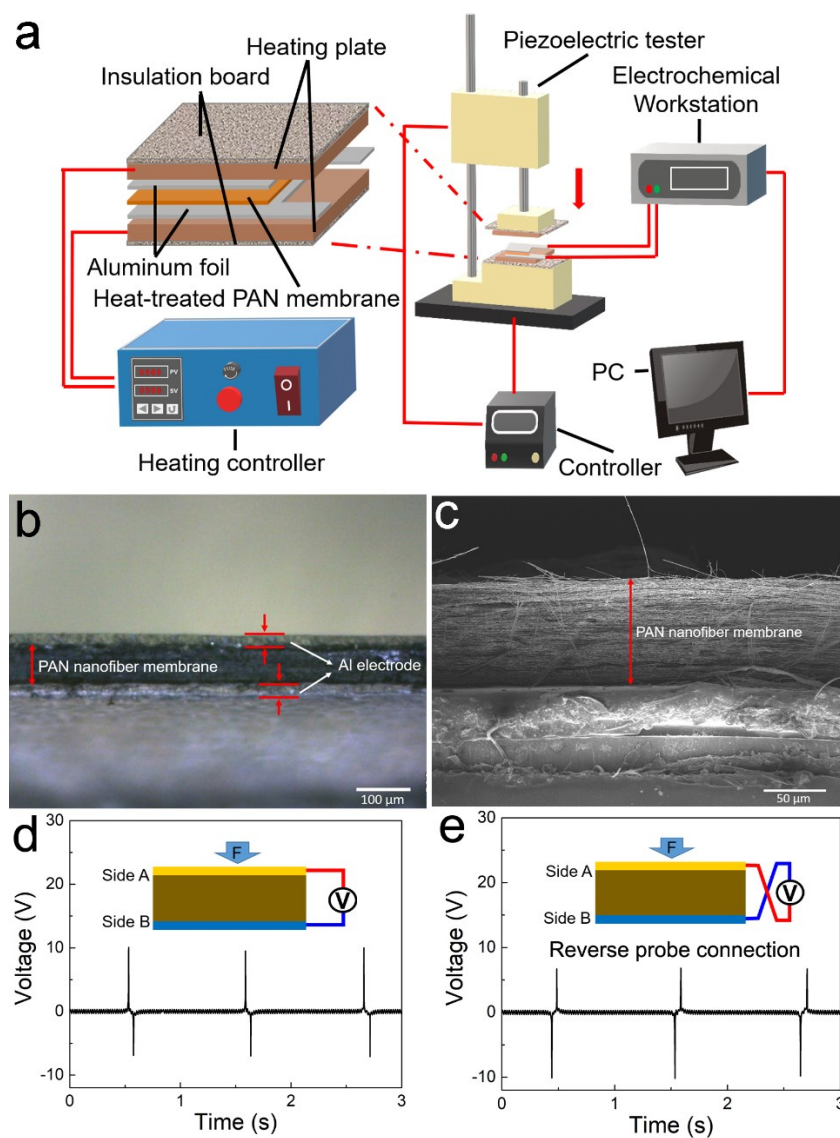 a
Heating plate
Insulation board
Piezoelectric tester
Electrochemical
Workstation
Aluminum foil
Heat-treated PAN membrane
PV
SV
O
I
PC
Heating controller
Controller
b
PAN nanofiber membrane
Al electrode
100 µm
c
PAN nanofiber membrane
50 µm
d
F
Side A
V
Side B
Voltage (V)
30
20
10
0
-10
0
1
2
3
Time (s)
e
F
Side A
V
Side B
Reverse probe connection
Voltage (V)
30
20
10
0
-10
0
1
2
3
Time (s)